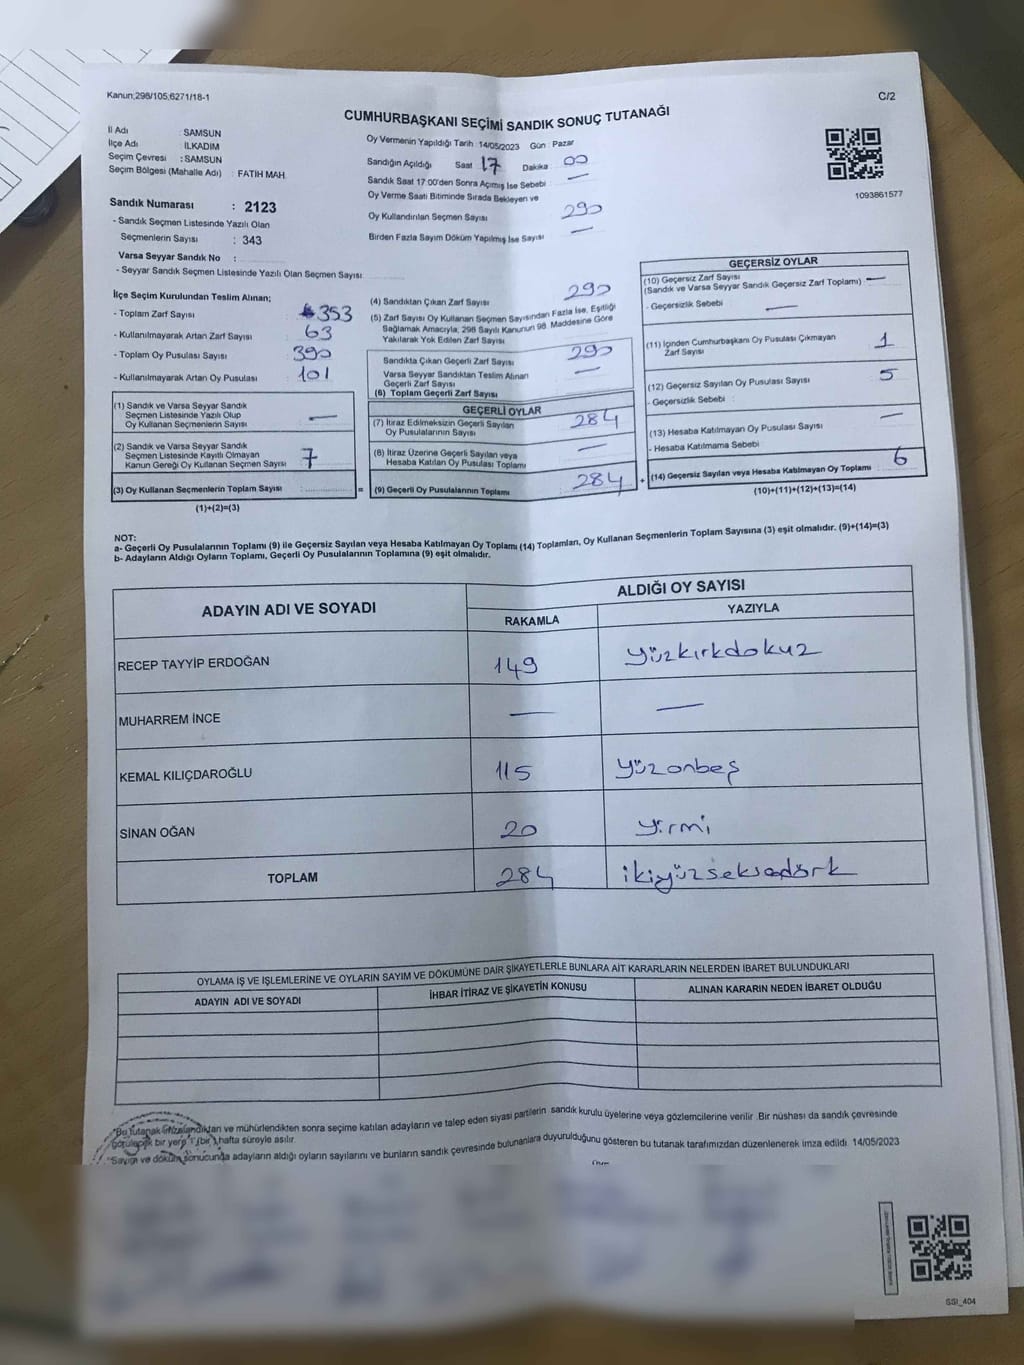 Kanun;298/105;6271/18-1
C/2
CUMHURBAŞKANI SEÇİMİ SANDIK SONUÇ TUTANAĞI
İl Adı : SAMSUN
İlçe Adı : İLKADIM
Seçim Çevresi : SAMSUN
Seçim Bölgesi (Mahalle Adı) : FATİH MAH.
Sandık Numarası : 2123
- Sandık Seçmen Listesinde Yazılı Olan
Seçmenlerin Sayısı : 343
Varsa Seyyar Sandık No :
- Seyyar Sandık Seçmen Listesinde Yazılı Olan Seçmen Sayısı
Oy Vermenin Yapıldığı Tarih 14/05/2023 Gün : Pazar
Sandığın Açıldığı Saat 17 Dakika 00
Sandık Saat 17:00'den Sonra Açmış İse Sebebi : —
Oy Verme Saati Bitiminde Sırada Bekleyen ve
Oy Kullandırılan Seçmen Sayısı 290
Birden Fazla Sayım Döküm Yapılmış İse Sayısı —
1093861577
İlçe Seçim Kurulundan Teslim Alınan;
- Toplam Zarf Sayısı 353
- Kullanılmayarak Artan Zarf Sayısı 63
- Toplam Oy Pusulası Sayısı 390
- Kullanılmayarak Artan Oy Pusulası 101
(1) Sandık ve Varsa Seyyar Sandık
Seçmen Listesinde Yazılı Olup
Oy Kullanan Seçmenlerin Sayısı —
(2) Sandık ve Varsa Seyyar Sandık
Seçmen Listesinde Kayıtlı Olmayan
Kanun Gereği Oy Kullanan Seçmen Sayısı 7
(3) Oy Kullanan Seçmenlerin Toplam Sayısı =
(1)+(2)=(3)
(4) Sandıktan Çıkan Zarf Sayısı 290
(5) Zarf Sayısı Oy Kullanan Seçmen Sayısından Fazla İse, Eşitliği
Sağlamak Amacıyla; 298 Sayılı Kanunun 98. Maddesine Göre
Yakılarak Yok Edilen Zarf Sayısı
Sandıkta Çıkan Geçerli Zarf Sayısı 290
Varsa Seyyar Sandıktan Teslim Alınan
Geçerli Zarf Sayısı —
(6) Toplam Geçerli Zarf Sayısı
GEÇERLİ OYLAR
(7) İtiraz Edilmeksizin Geçerli Sayılan
Oy Pusulalarının Sayısı 284
(8) İtiraz Üzerine Geçerli Sayılan veya
Hesaba Katılan Oy Pusulası Toplamı —
(9) Geçerli Oy Pusulalarının Toplamı 284 +
GEÇERSİZ OYLAR
(10) Geçersiz Zarf Sayısı
(Sandık ve Varsa Seyyar Sandık Geçersiz Zarf Toplamı) —
- Geçersizlik Sebebi : —
(11) İçinden Cumhurbaşkanı Oy Pusulası Çıkmayan
Zarf Sayısı 1
(12) Geçersiz Sayılan Oy Pusulası Sayısı 5
- Geçersizlik Sebebi :
(13) Hesaba Katılmayan Oy Pusulası Sayısı —
- Hesaba Katılmama Sebebi :
(14) Geçersiz Sayılan veya Hesaba Katılmayan Oy Toplamı 6
(10)+(11)+(12)+(13)=(14)
NOT:
a- Geçerli Oy Pusulalarının Toplamı (9) ile Geçersiz Sayılan veya Hesaba Katılmayan Oy Toplamı (14) Toplamları, Oy Kullanan Seçmenlerin Toplam Sayısına (3) eşit olmalıdır. (9)+(14)=(3)
b- Adayların Aldığı Oyların Toplamı, Geçerli Oy Pusulalarının Toplamına (9) eşit olmalıdır.
ADAYIN ADI VE SOYADI
ALDIĞI OY SAYISI
RAKAMLA YAZIYLA
RECEP TAYYİP ERDOĞAN 149 yüzkırkdokuz
MUHARREM İNCE — —
KEMAL KILIÇDAROĞLU 115 yüzonbeş
SİNAN OĞAN 20 yirmi
TOPLAM 284 ikiyüzseksedört
OYLAMA İŞ VE İŞLEMLERİNE VE OYLARIN SAYIM VE DÖKÜMÜNE DAİR ŞİKAYETLERLE BUNLARA AİT KARARLARIN NELERDEN İBARET BULUNDUKLARI
ADAYIN ADI VE SOYADI İHBAR İTİRAZ VE ŞİKAYETİN KONUSU ALINAN KARARIN NEDEN İBARET OLDUĞU
"Bu tutanak imzalandıktan ve mühürlendikten sonra seçime katılan adayların ve talep eden siyasi partilerin sandık kurulu üyelerine veya gözlemcilerine verilir. Bir nüshası da sandık çevresinde
görülebilir bir yere 1 (bir) hafta süreyle asılır.
"Sayım ve döküm sonucunda adayların aldığı oyların sayılarını ve bunların sandık çevresinde bulunanlara duyurulduğunu gösteren bu tutanak tarafımızdan düzenlenerek imza edildi. 14/05/2023
SSI_404